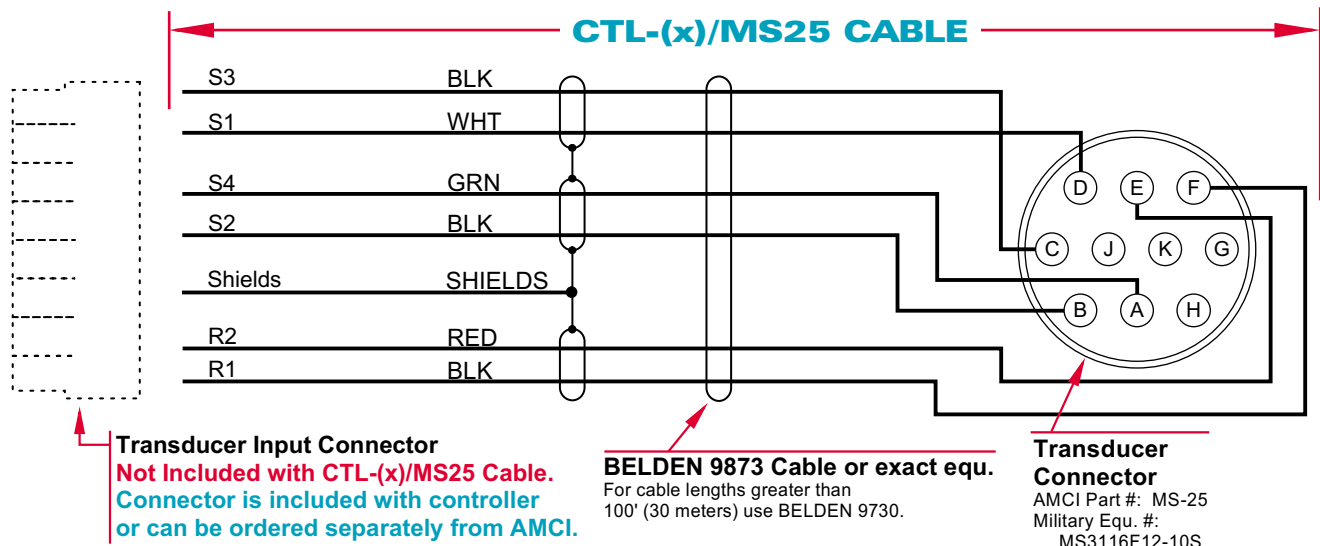 CTL-(x)/MS25 CABLE
S3 BLK
S1 WHT
S4 GRN
S2 BLK
Shields SHIELDS
R2 RED
R1 BLK
D E F
C J K G
B A H
Transducer Input Connector
Not Included with CTL-(x)/MS25 Cable.
Connector is included with controller
or can be ordered separately from AMCI.
BELDEN 9873 Cable or exact equ.
For cable lengths greater than
100' (30 meters) use BELDEN 9730.
Transducer
Connector
AMCI Part #: MS-25
Military Equ. #:
MS3116F12-10S